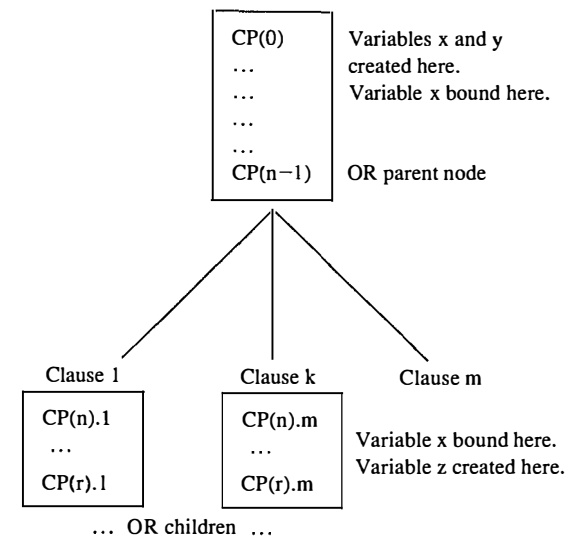 CP(0)
...
...
...
...
CP(n−1)
Variables x and y
created here.
Variable x bound here.
OR parent node
Clause 1
Clause k
Clause m
CP(n).1
...
CP(r).1
CP(n).m
...
CP(r).m
Variable x bound here.
Variable z created here.
... OR children ...